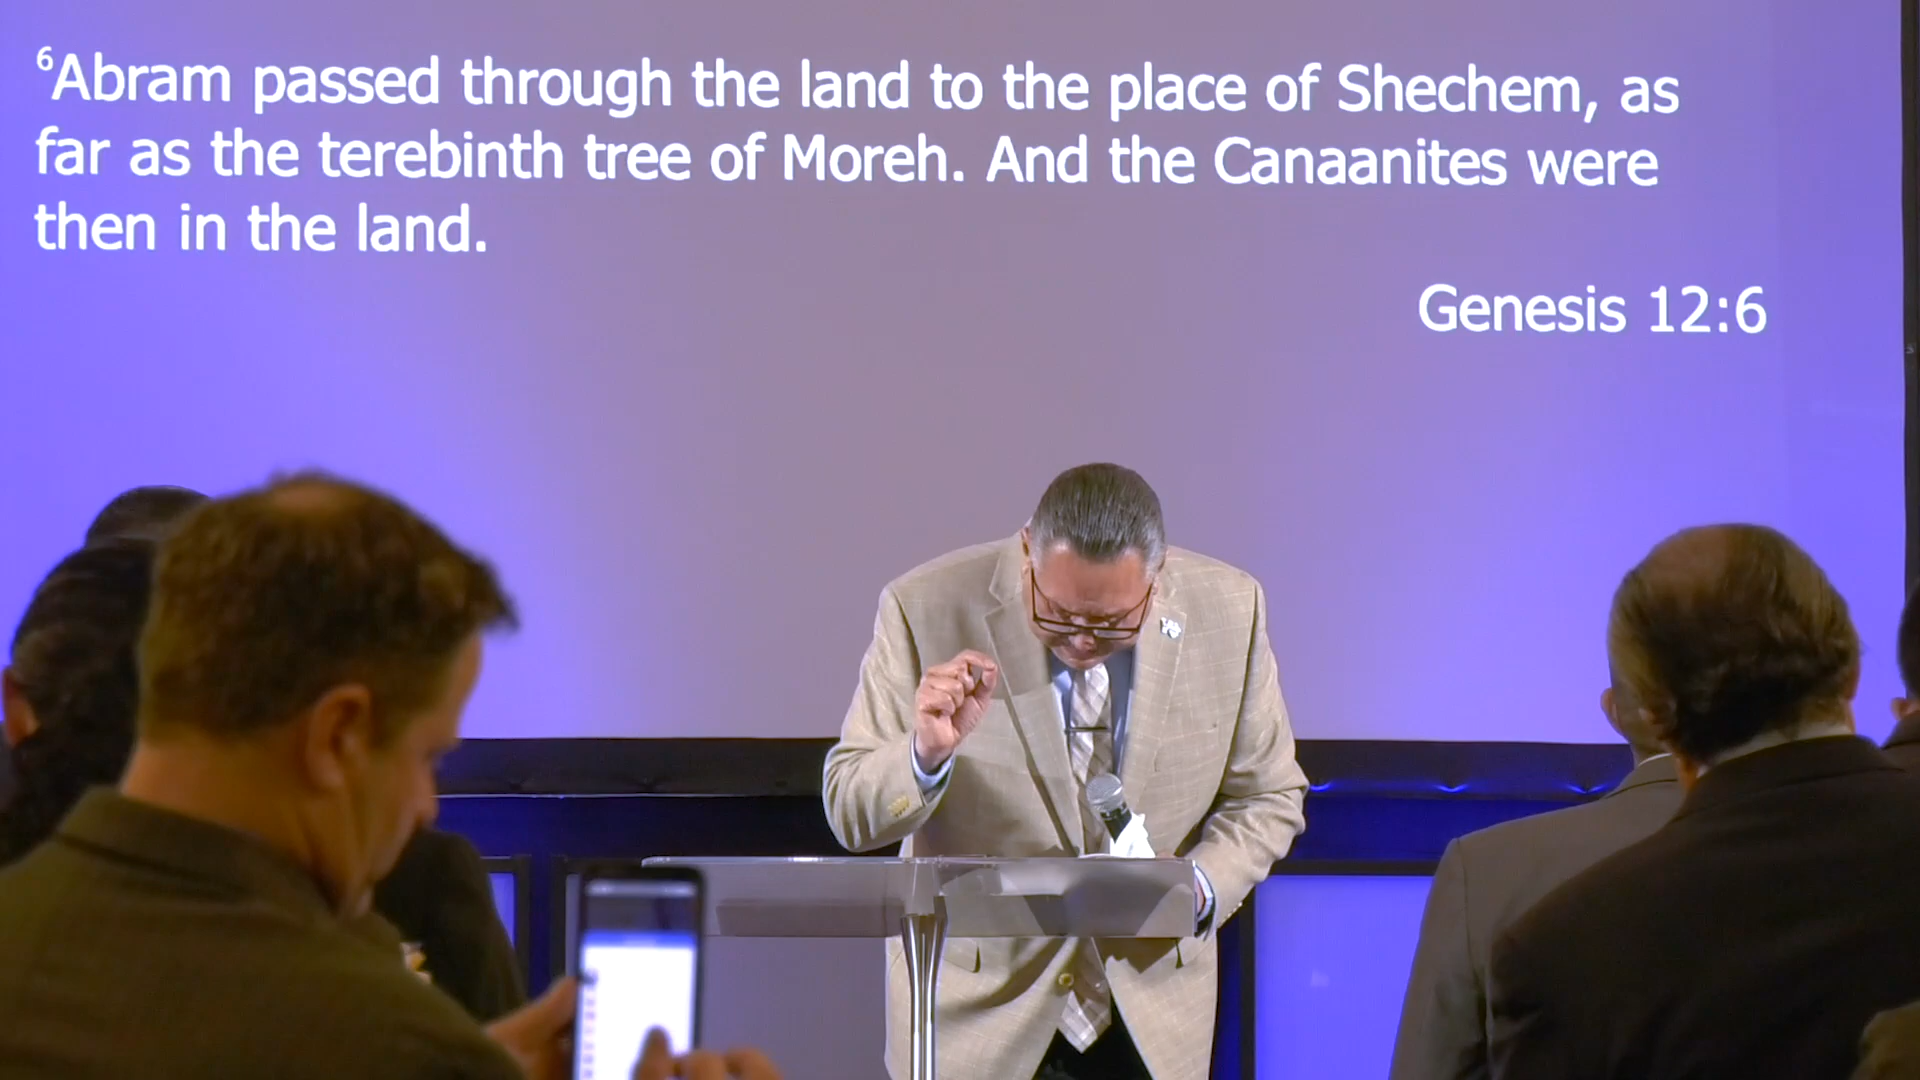 ⁶Abram passed through the land to the place of Shechem, as
far as the terebinth tree of Moreh. And the Canaanites were
then in the land.
Genesis 12:6